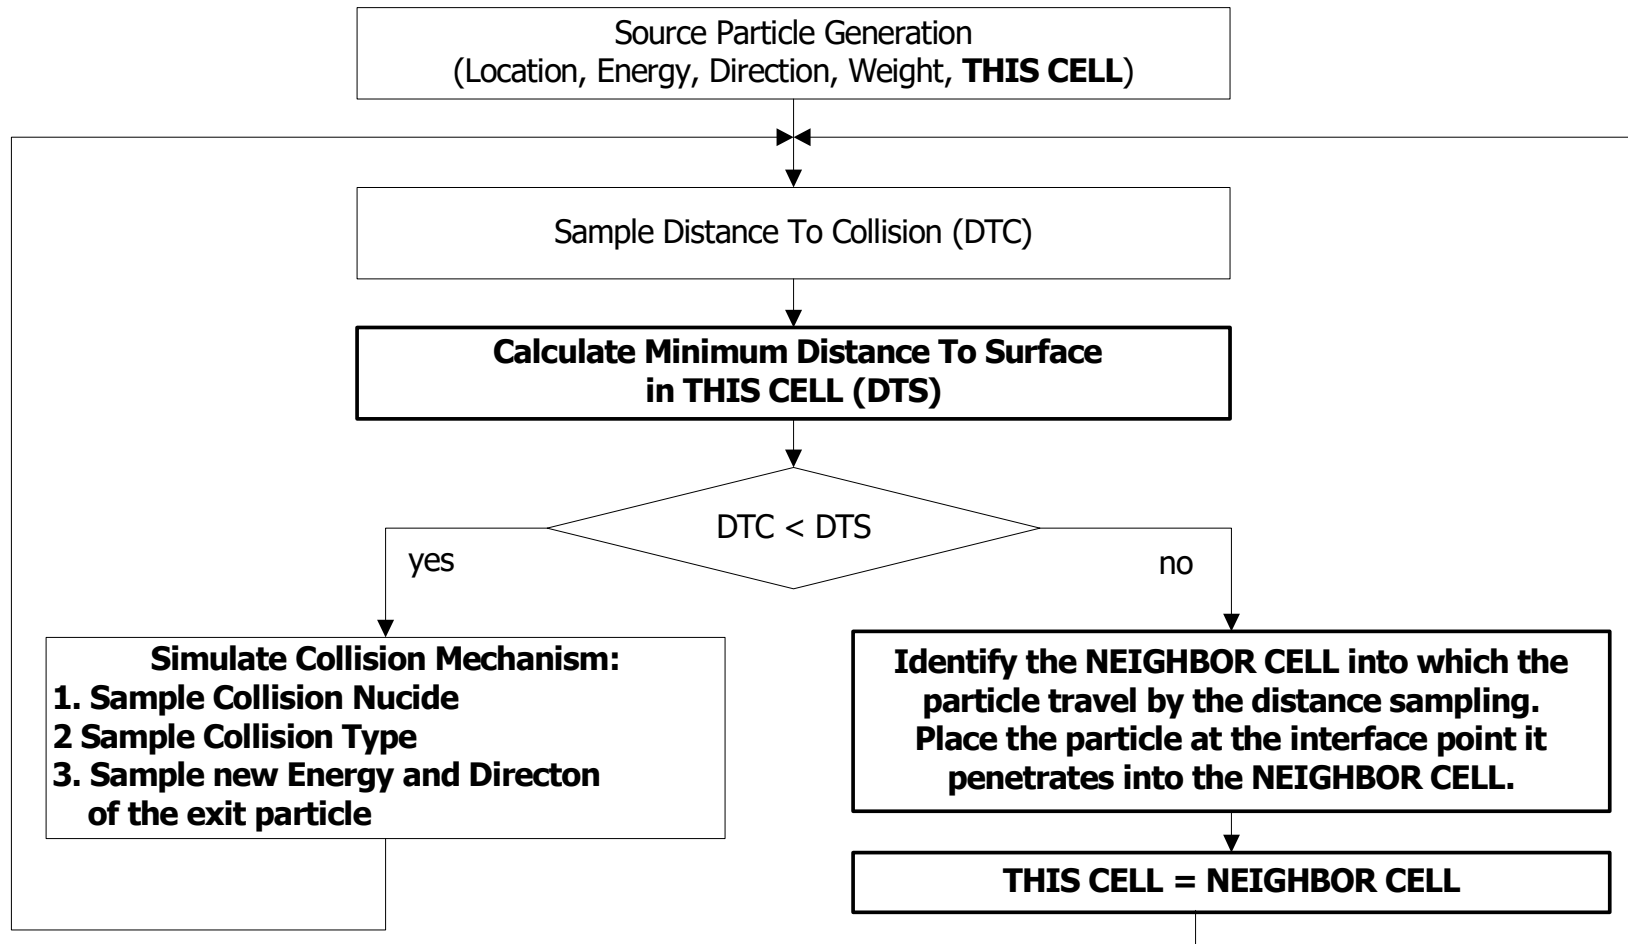 Source Particle Generation
(Location, Energy, Direction, Weight, THIS CELL)
Sample Distance To Collision (DTC)
Calculate Minimum Distance To Surface
in THIS CELL (DTS)
DTC < DTS
yes
no
Simulate Collision Mechanism:
1. Sample Collision Nucide
2 Sample Collision Type
3. Sample new Energy and Directon
of the exit particle
Identify the NEIGHBOR CELL into which the
particle travel by the distance sampling.
Place the particle at the interface point it
penetrates into the NEIGHBOR CELL.
THIS CELL = NEIGHBOR CELL